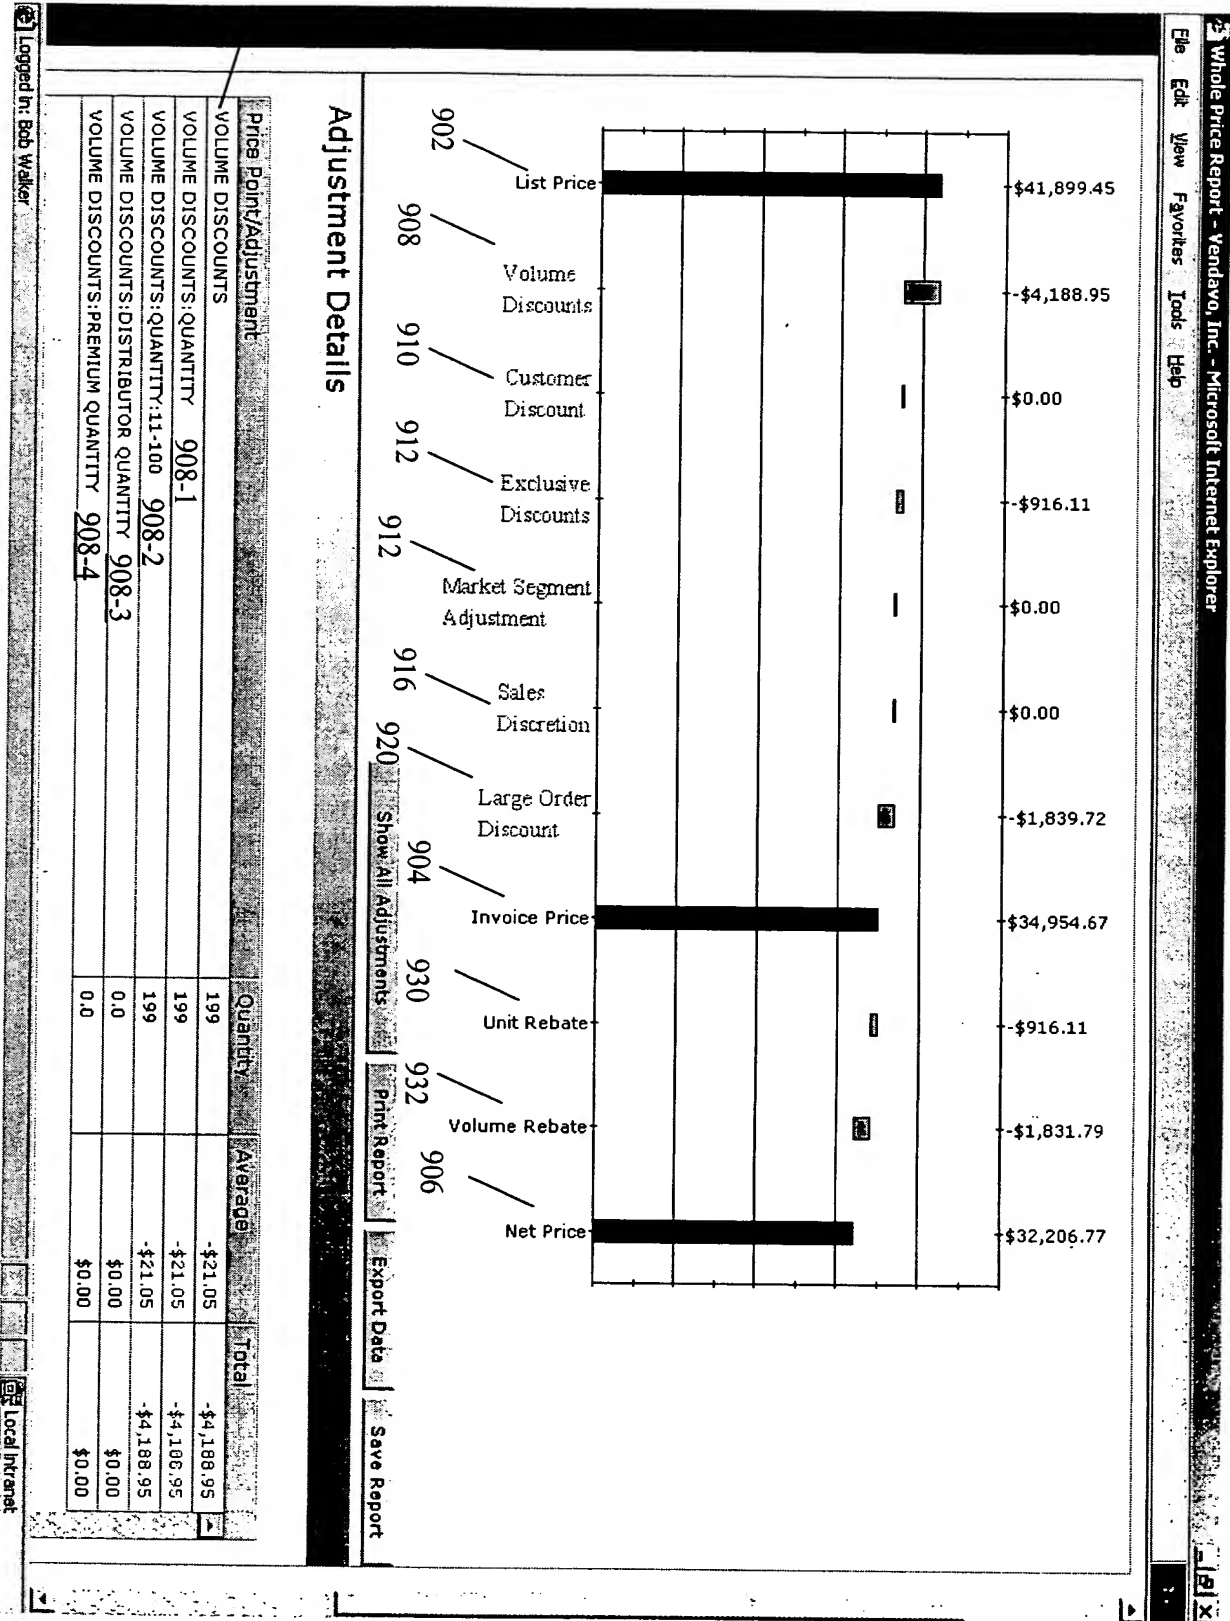 Whole Price Report - Vendavo, Inc. - Microsoft Internet Explorer
File Edit View Favorites Tools Help
$41,899.45
-$4,188.95
$0.00
-$916.11
$0.00
$0.00
-$1,839.72
$34,954.67
-$916.11
-$1,831.79
$32,206.77
List Price
Volume
Discounts
Customer
Discount
Exclusive
Discounts
Market Segment
Adjustment
Sales
Discretion
Large Order
Discount
Invoice Price
Unit Rebate
Volume Rebate
Net Price
902
908
910
912
912
916
920
904
930
932
906
Show All Adjustments Print Report Export Data Save Report
Adjustment Details
Price Point/Adjustment Quantity Average Total
VOLUME DISCOUNTS 199 -$21.05 -$4,188.95
VOLUME DISCOUNTS:QUANTITY 908-1 199 -$21.05 -$4,188.95
VOLUME DISCOUNTS:QUANTITY:11-100 908-2 199 -$21.05 -$4,188.95
VOLUME DISCOUNTS:DISTRIBUTOR QUANTITY 908-3 0.0 $0.00 $0.00
VOLUME DISCOUNTS:PREMIUM QUANTITY 908-4 0.0 $0.00 $0.00
Logged in: Bob Walker
Local intranet